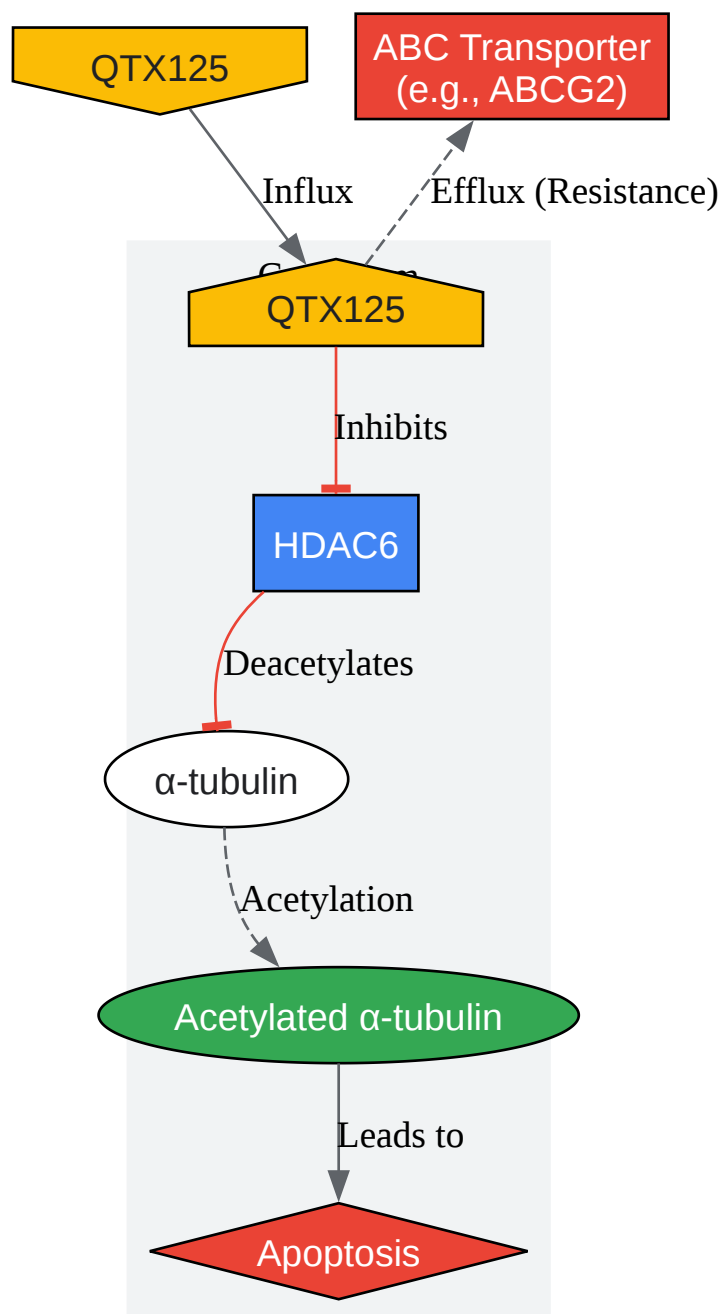 QTX125
ABC Transporter
(e.g., ABCG2)
Influx
Efflux (Resistance)
QTX125
Inhibits
HDAC6
Deacetylates
α-tubulin
Acetylation
Acetylated α-tubulin
Leads to
Apoptosis